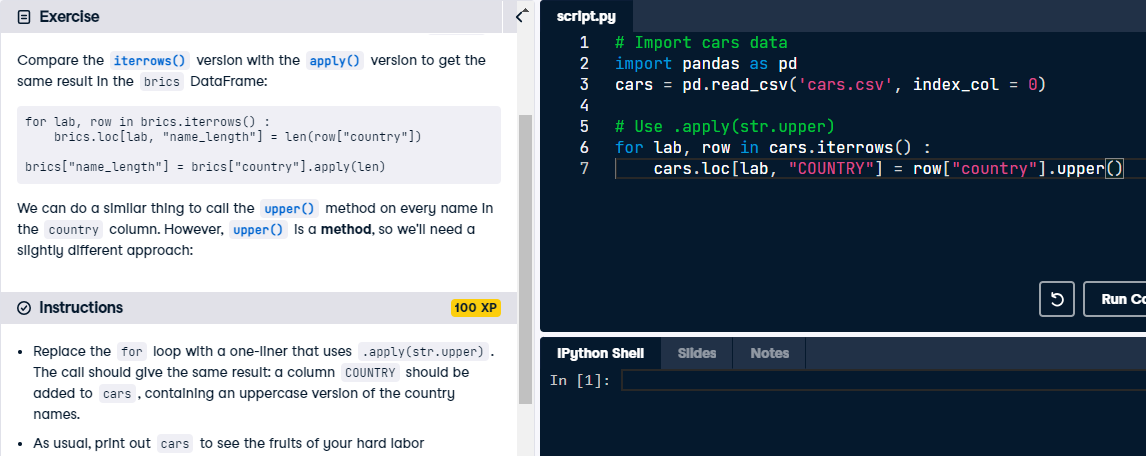 Exercise
Compare the iterrows() version with the apply() version to get the
same result in the brics DataFrame:
for lab, row in brics.iterrows() :
    brics.loc[lab, "name_length"] = len(row["country"])
brics["name_length"] = brics["country"].apply(len)
We can do a similar thing to call the upper() method on every name in
the country column. However, upper() is a method, so we'll need a
slightly different approach:
Instructions
100 XP
• Replace the for loop with a one-liner that uses .apply(str.upper).
The call should give the same result: a column COUNTRY should be
added to cars, containing an uppercase version of the country
names.
• As usual, print out cars to see the fruits of your hard labor
script.py
1 # Import cars data
2 import pandas as pd
3 cars = pd.read_csv('cars.csv', index_col = 0)
4
5 # Use .apply(str.upper)
6 for lab, row in cars.iterrows() :
7     cars.loc[lab, "COUNTRY"] = row["country"].upper()
Run Co
IPython Shell Slides Notes
In [1]: